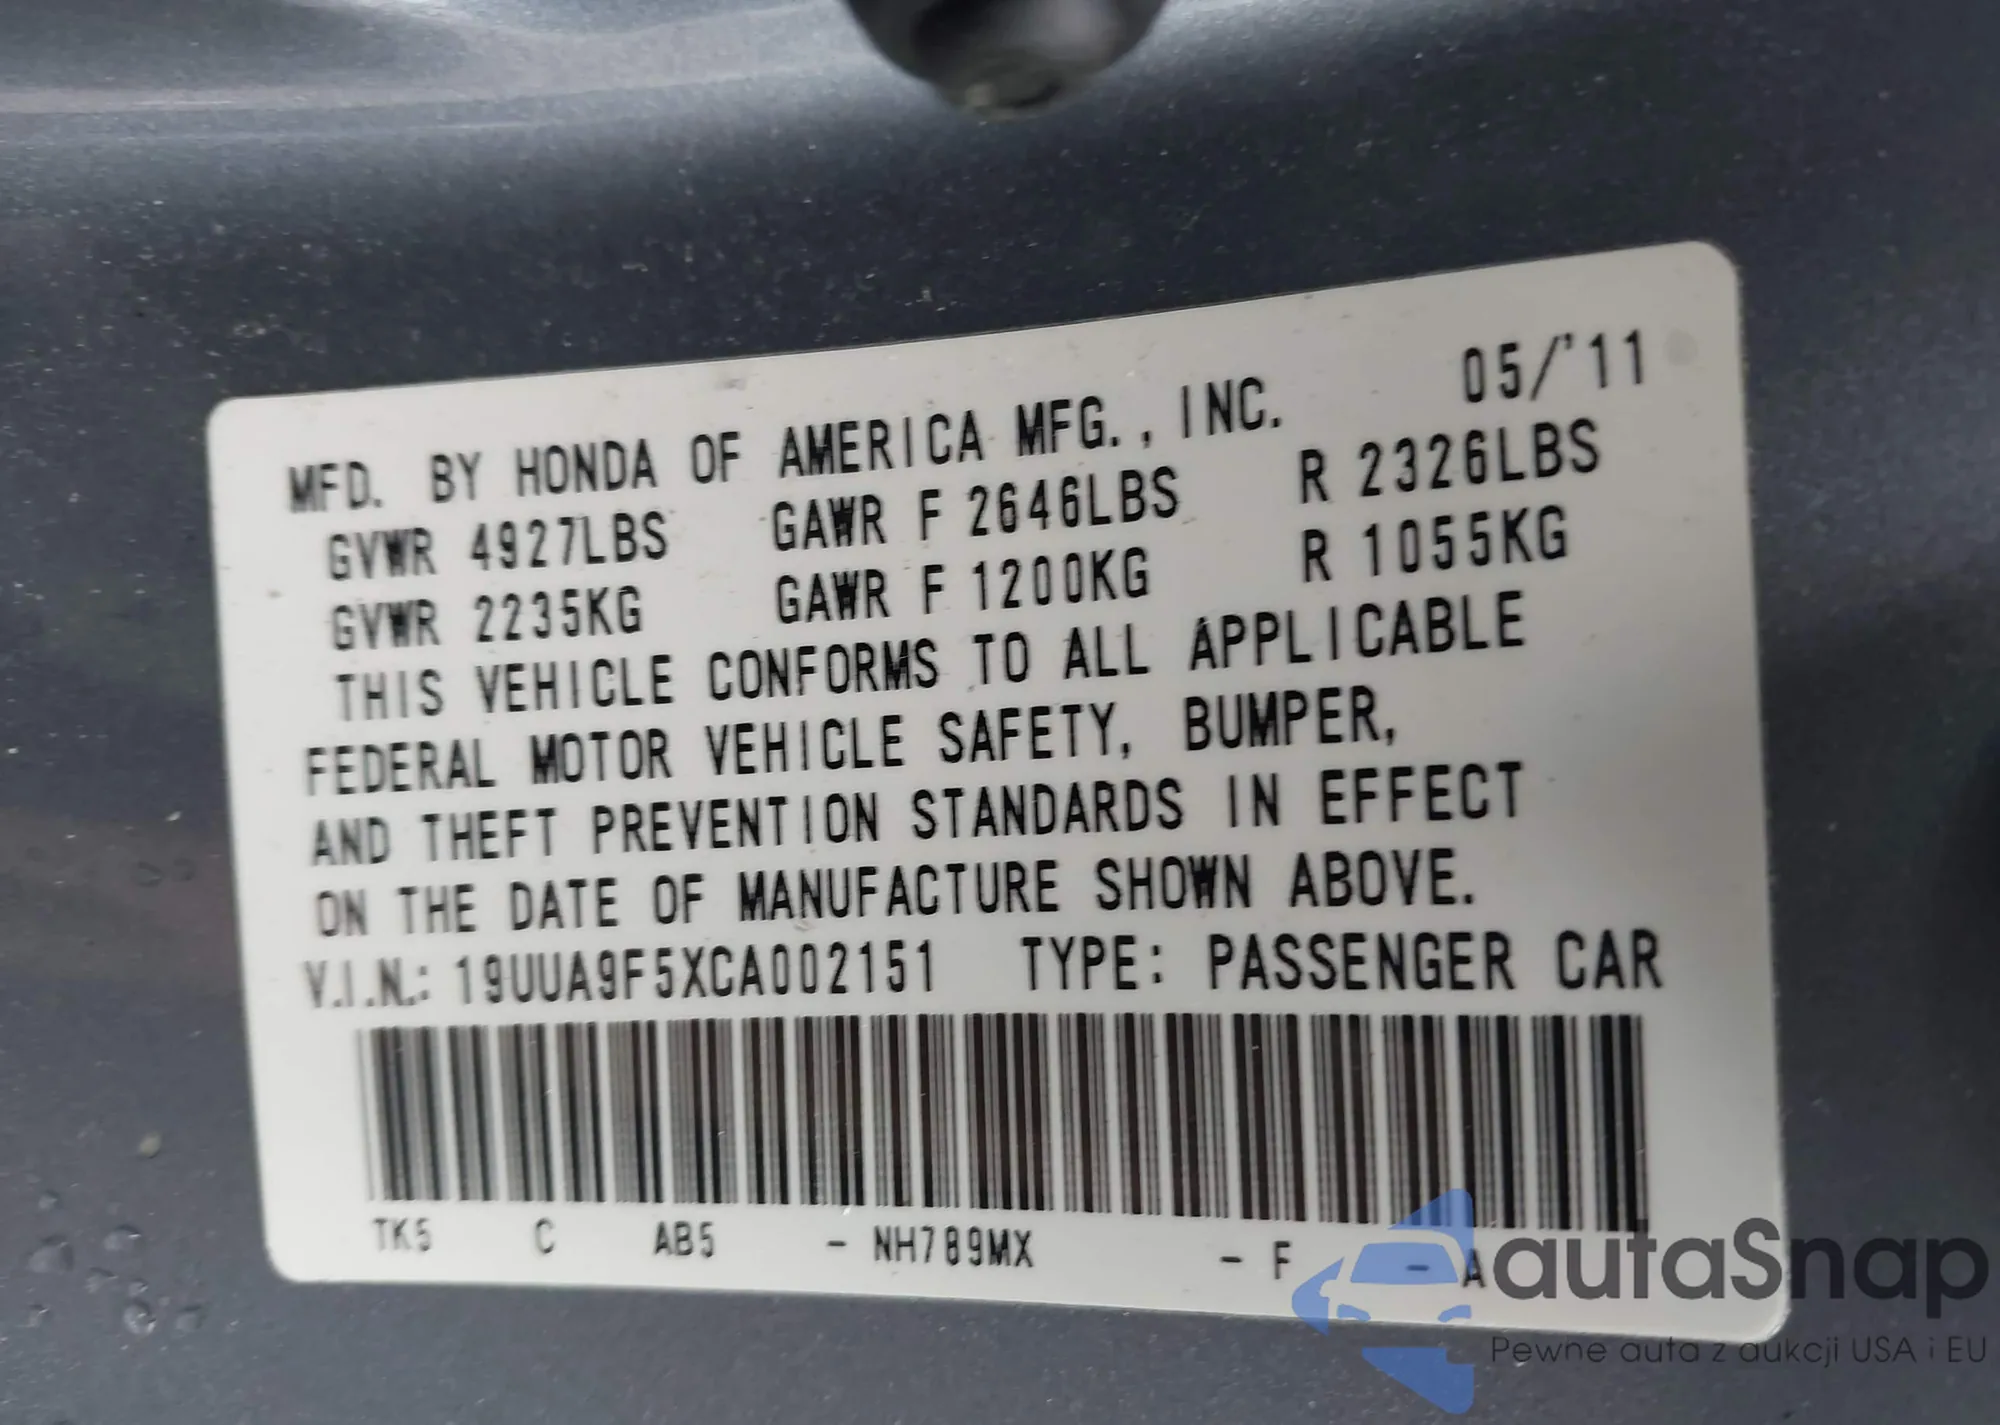 05/'11
MFD. BY HONDA OF AMERICA MFG., INC.
GVWR 4927LBS GAWR F 2646LBS R 2326LBS
GVWR 2235KG GAWR F 1200KG R 1055KG
THIS VEHICLE CONFORMS TO ALL APPLICABLE
FEDERAL MOTOR VEHICLE SAFETY, BUMPER,
AND THEFT PREVENTION STANDARDS IN EFFECT
ON THE DATE OF MANUFACTURE SHOWN ABOVE.
V.I.N.: 19UUA9F5XCA002151 TYPE: PASSENGER CAR
TK5 C AB5 - NH789MX - F - A
autaSnap
Pewne auta z aukcji USA i EU